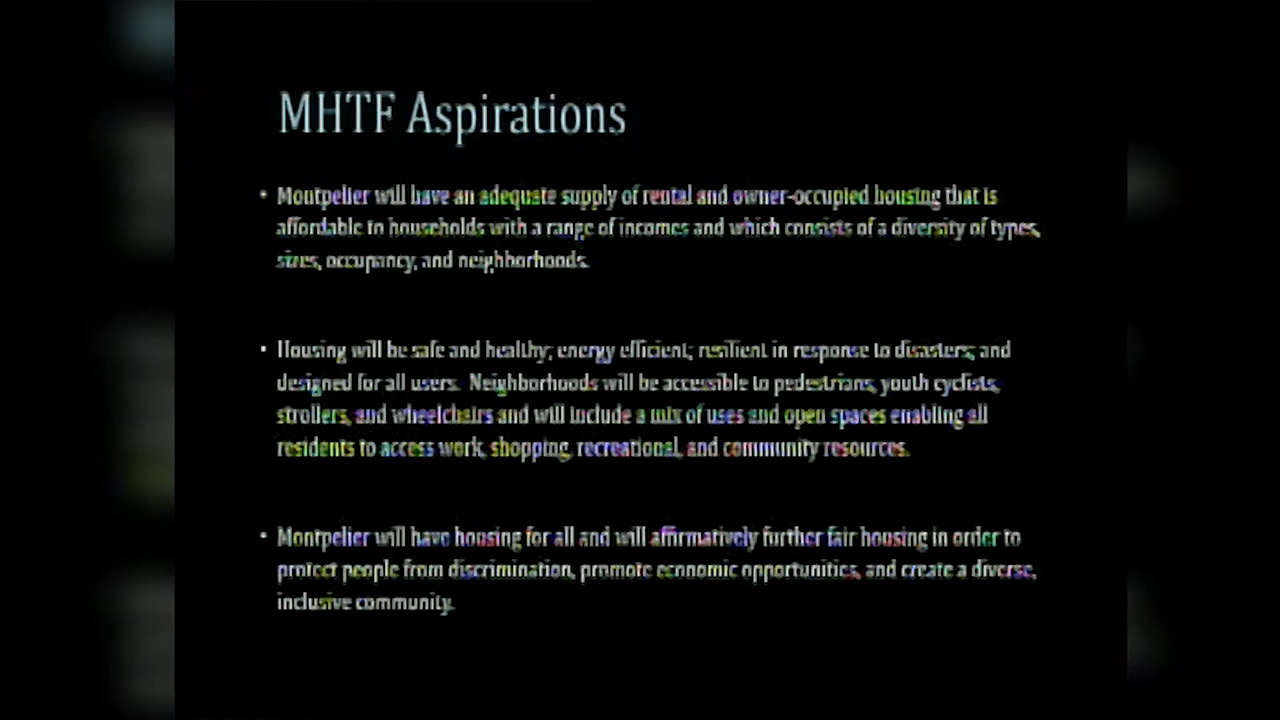 MHTF Aspirations
• Montpelier will have an adequate supply of rental and owner-occupied housing that is
affordable to households with a range of incomes and which consists of a diversity of types,
sizes, occupancy, and neighborhoods.
• Housing will be safe and healthy; energy efficient; resilient in response to disasters; and
designed for all users. Neighborhoods will be accessible to pedestrians, youth cyclists,
strollers, and wheelchairs and will include a mix of uses and open spaces enabling all
residents to access work, shopping, recreational, and community resources.
• Montpelier will have housing for all and will affirmatively further fair housing in order to
protect people from discrimination, promote economic opportunities, and create a diverse,
inclusive community.